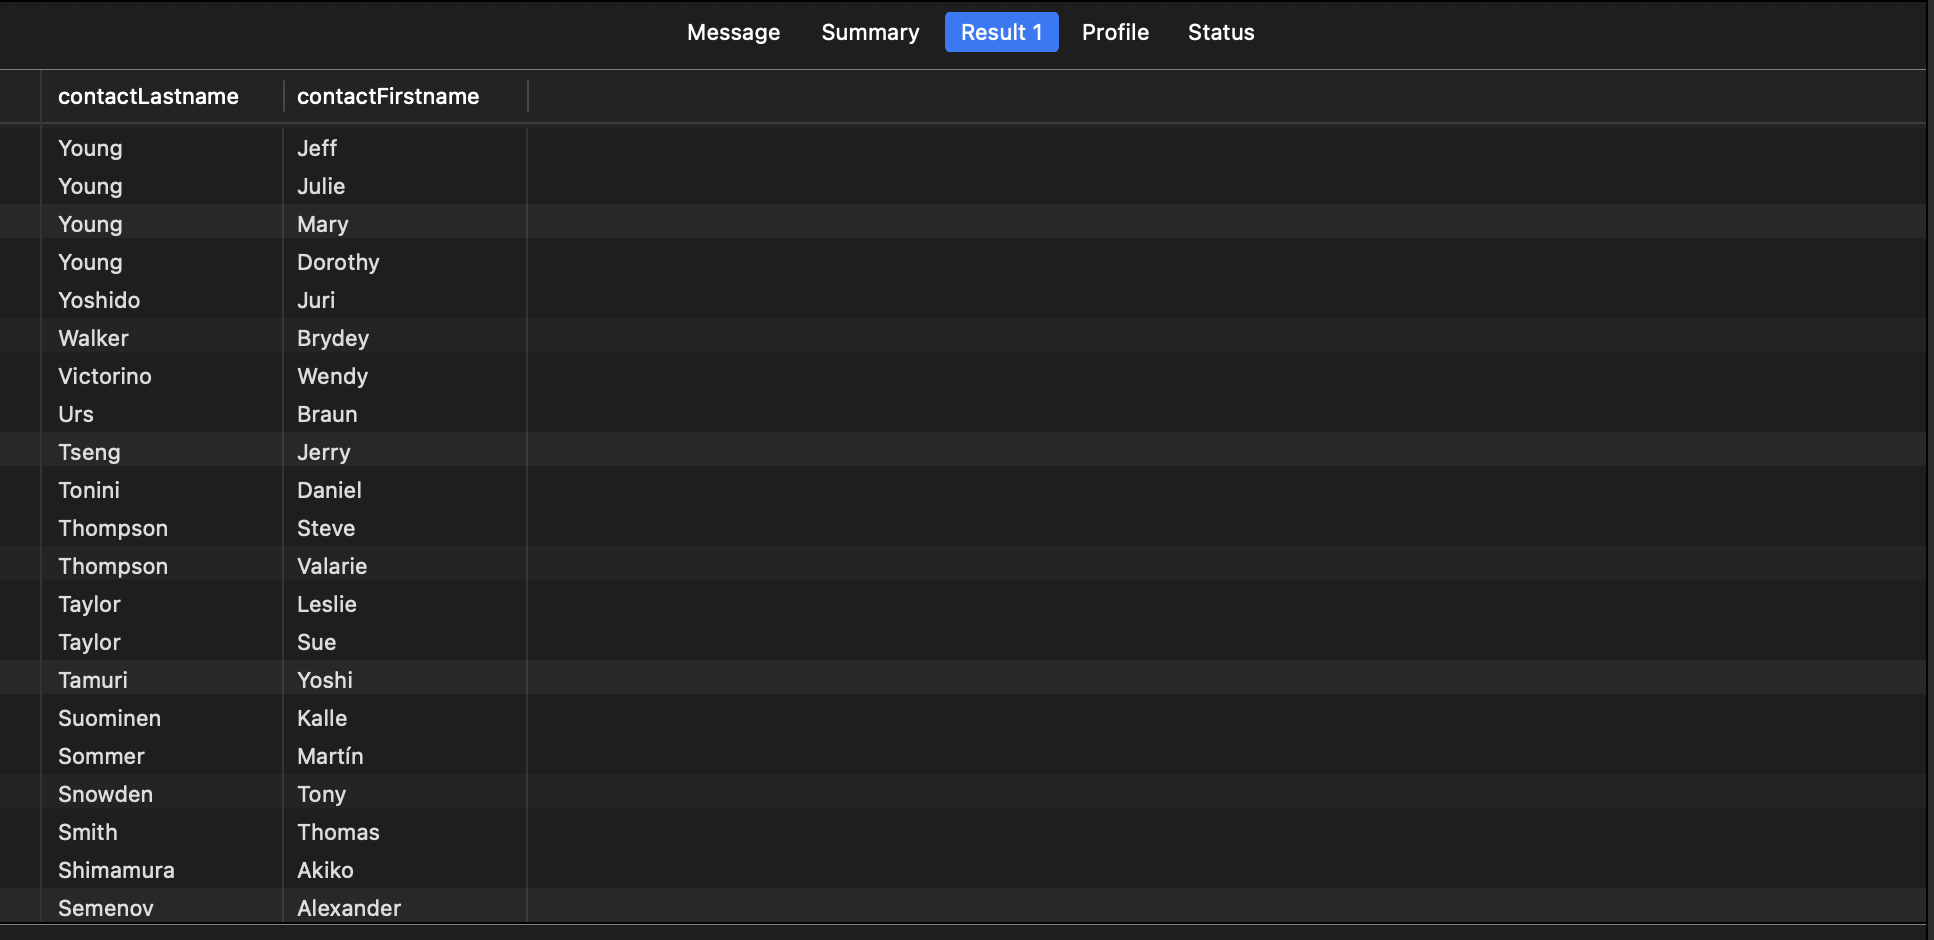 Message Summary Result 1 Profile Status
contactLastname contactFirstname
Young Jeff
Young Julie
Young Mary
Young Dorothy
Yoshido Juri
Walker Brydey
Victorino Wendy
Urs Braun
Tseng Jerry
Tonini Daniel
Thompson Steve
Thompson Valarie
Taylor Leslie
Taylor Sue
Tamuri Yoshi
Suominen Kalle
Sommer Martín
Snowden Tony
Smith Thomas
Shimamura Akiko
Semenov Alexander